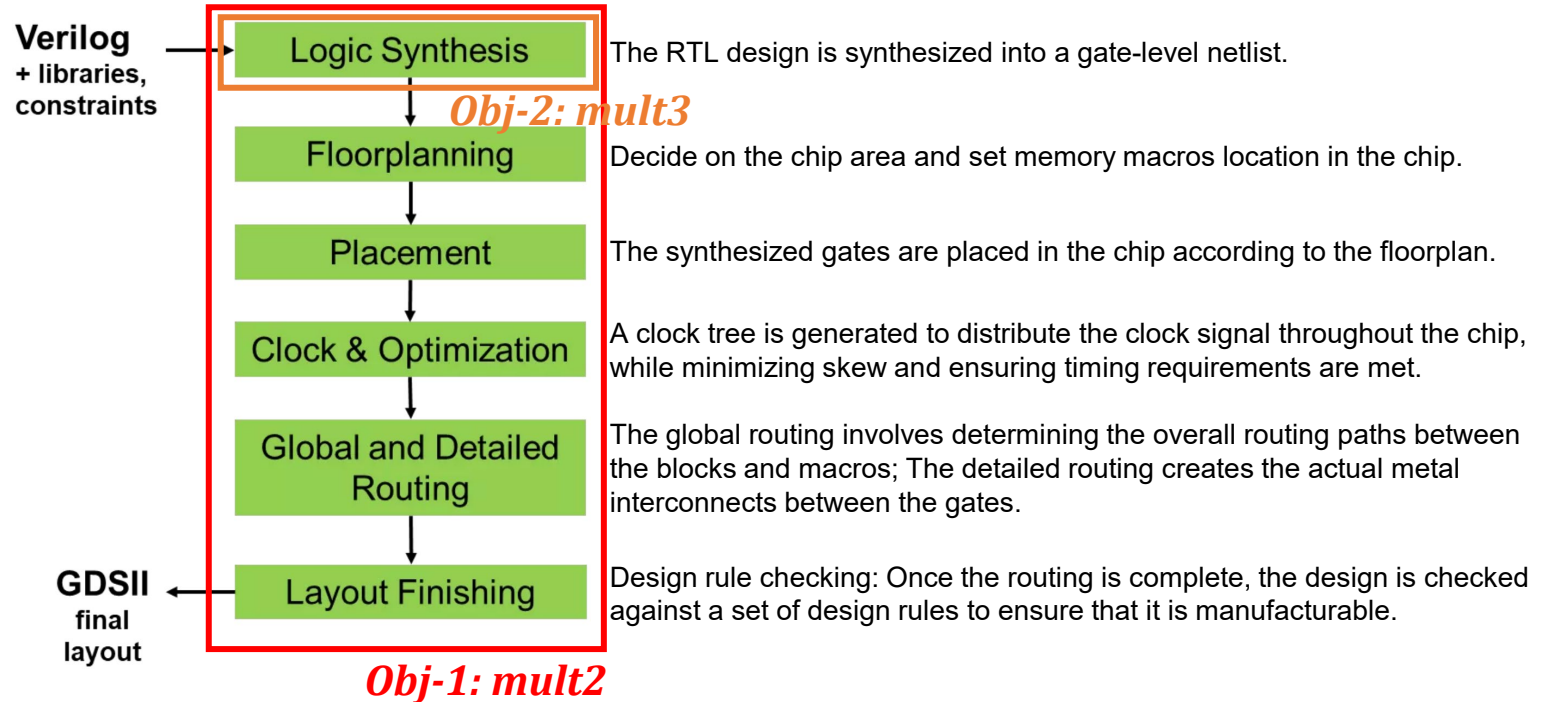 Verilog
+ libraries,
constraints
Logic Synthesis
The RTL design is synthesized into a gate-level netlist.
Obj-2: mult3
Floorplanning
Decide on the chip area and set memory macros location in the chip.
Placement
The synthesized gates are placed in the chip according to the floorplan.
Clock & Optimization
A clock tree is generated to distribute the clock signal throughout the chip,
while minimizing skew and ensuring timing requirements are met.
Global and Detailed
Routing
The global routing involves determining the overall routing paths between
the blocks and macros; The detailed routing creates the actual metal
interconnects between the gates.
GDSII
final
layout
Layout Finishing
Design rule checking: Once the routing is complete, the design is checked
against a set of design rules to ensure that it is manufacturable.
Obj-1: mult2